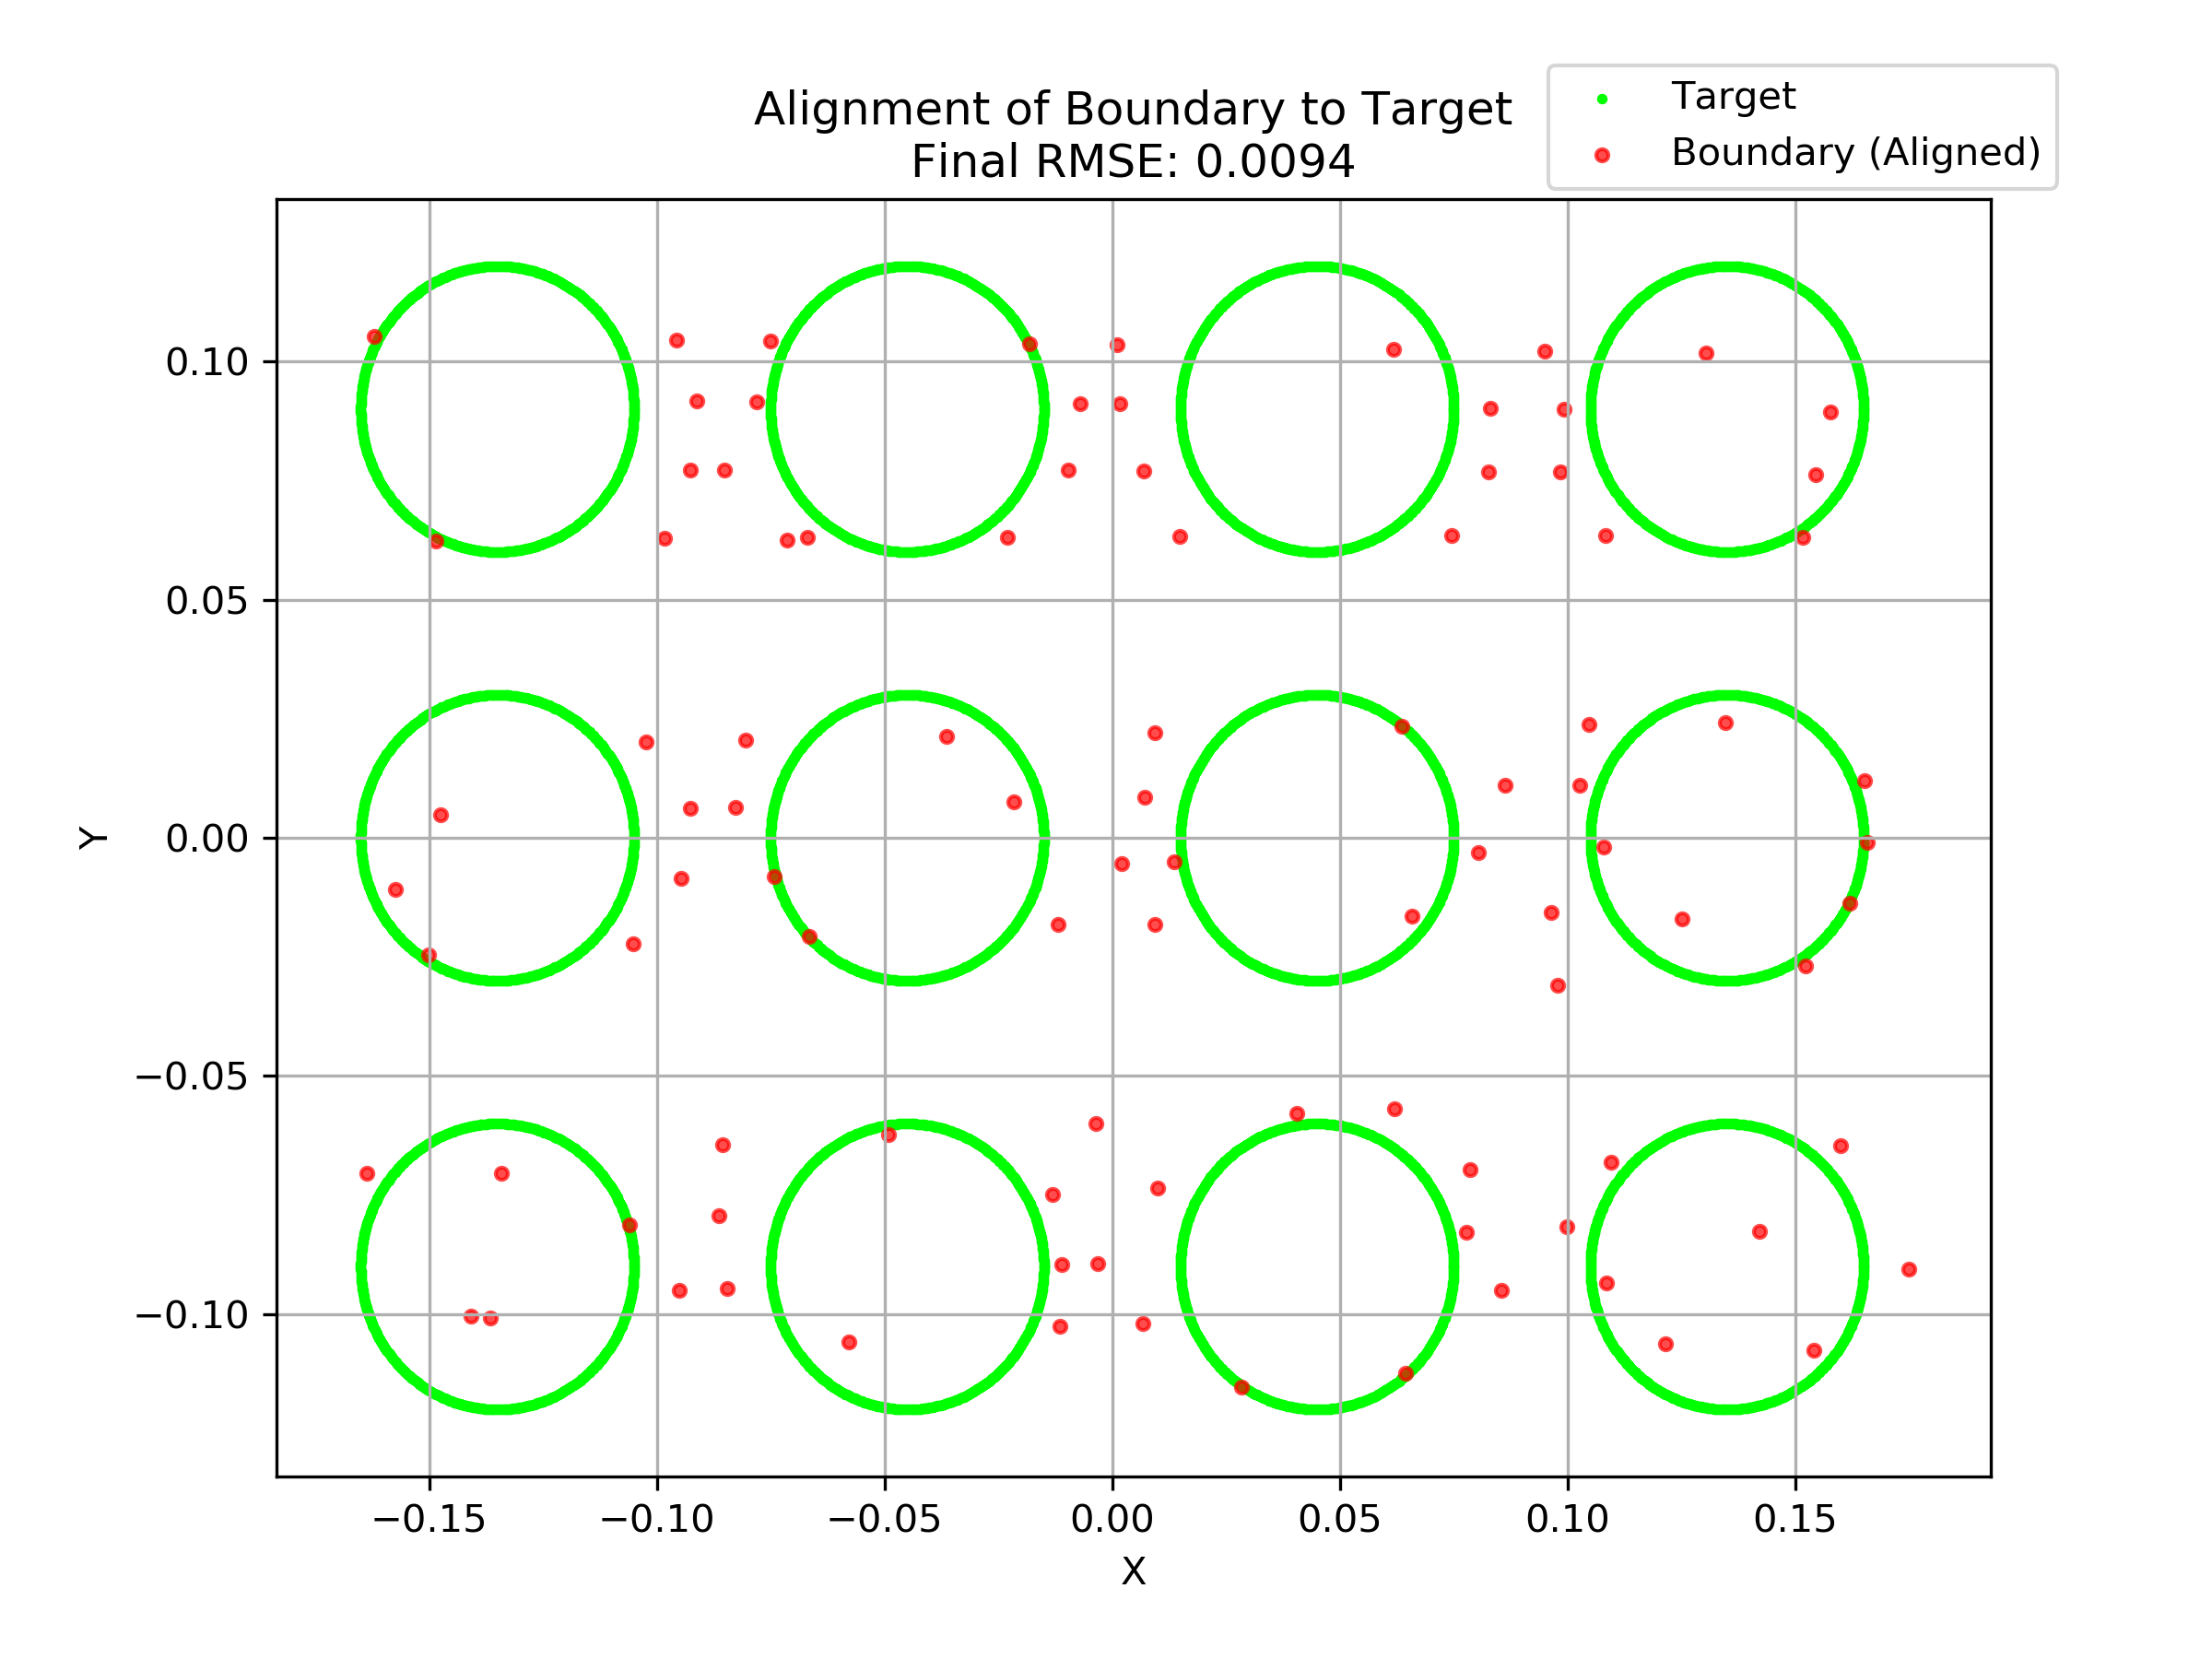 Alignment of Boundary to Target
Final RMSE: 0.0094
Target
Boundary (Aligned)
0.10
0.05
0.00
−0.05
−0.10
Y
−0.15 −0.10 −0.05 0.00 0.05 0.10 0.15
X